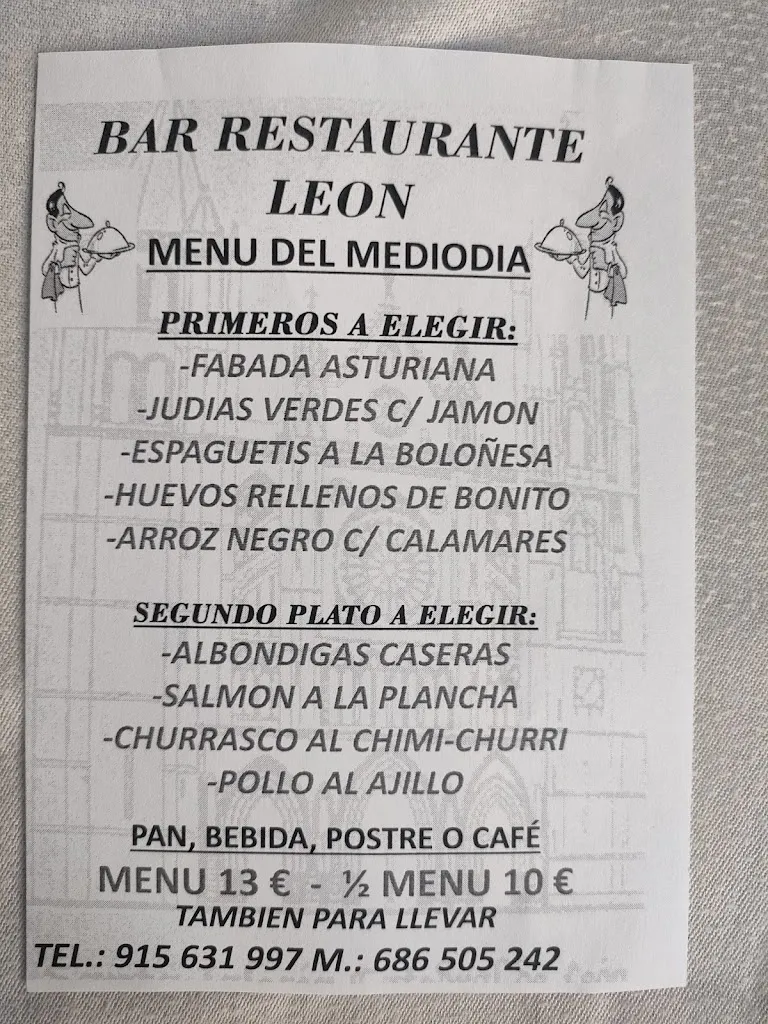 BAR RESTAURANTE
LEON
MENU DEL MEDIODIA
PRIMEROS A ELEGIR:
-FABADA ASTURIANA
-JUDIAS VERDES C/ JAMON
-ESPAGUETIS A LA BOLOÑESA
-HUEVOS RELLENOS DE BONITO
-ARROZ NEGRO C/ CALAMARES
SEGUNDO PLATO A ELEGIR:
-ALBONDIGAS CASERAS
-SALMON A LA PLANCHA
-CHURRASCO AL CHIMI-CHURRI
-POLLO AL AJILLO
PAN, BEBIDA, POSTRE O CAFÉ
MENU 13 € - ½ MENU 10 €
TAMBIEN PARA LLEVAR
TEL.: 915 631 997 M.: 686 505 242